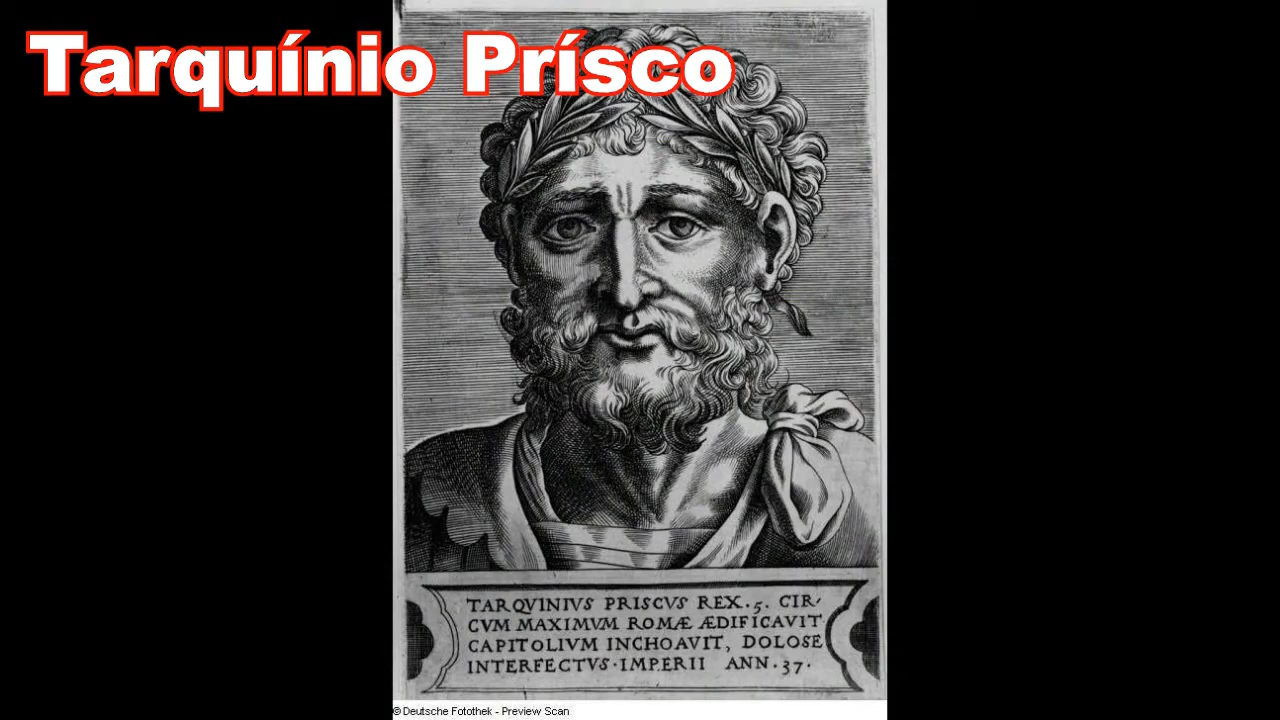 Tarquínio Prísco
TARQVINIVS PRISCVS REX. 5. CIR-
CVM MAXIMVM ROMÆ ÆDIFICAVIT
CAPITOLIVM INCHOAVIT, DOLOSE
INTERFECTVS·IMPERII ANN. 37.
© Deutsche Fotothek - Preview Scan